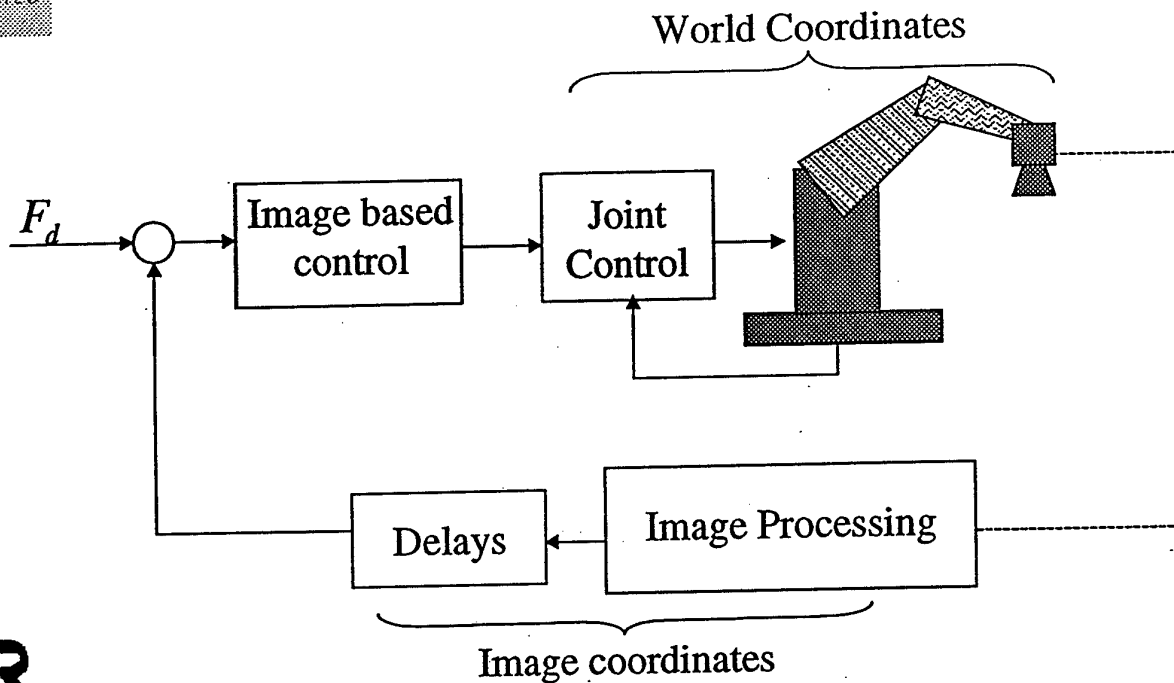 World Coordinates
F_d
Image based
control
Joint
Control
Delays
Image Processing
Image coordinates